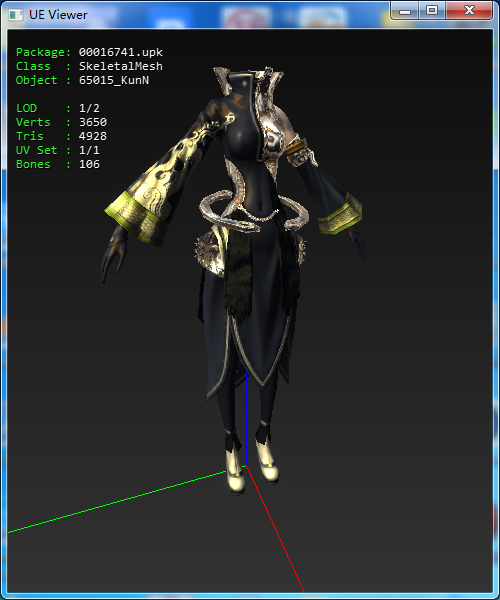 UE Viewer
Package: 00016741.upk
Class  : SkeletalMesh
Object : 65015_KunN
LOD    : 1/2
Verts  : 3650
Tris   : 4928
UV Set : 1/1
Bones  : 106